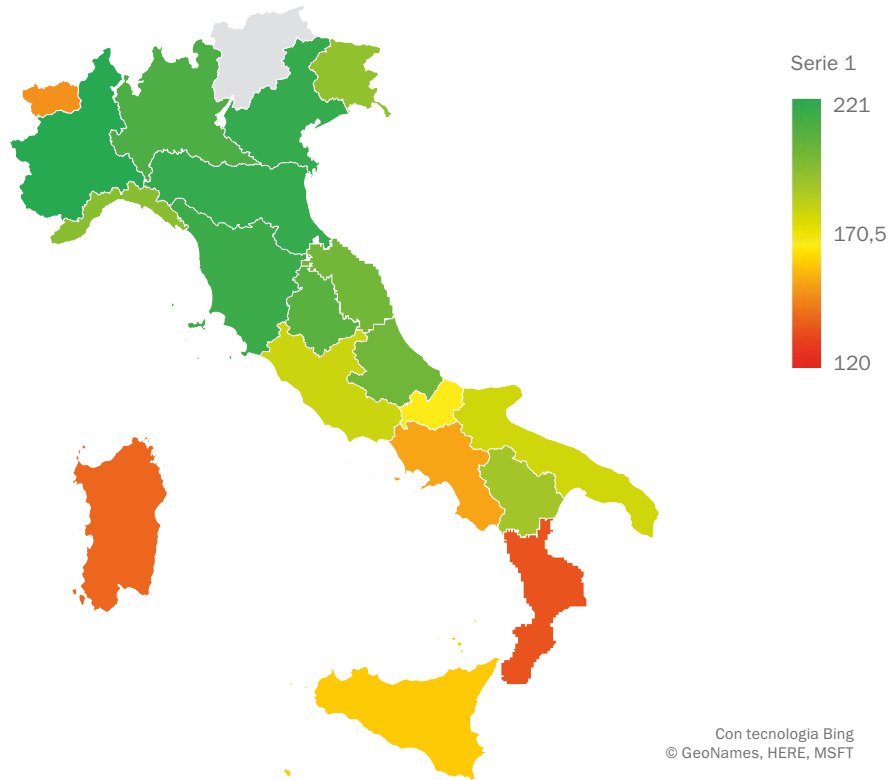 Serie 1
221
170,5
120
Con tecnologia Bing
© GeoNames, HERE, MSFT